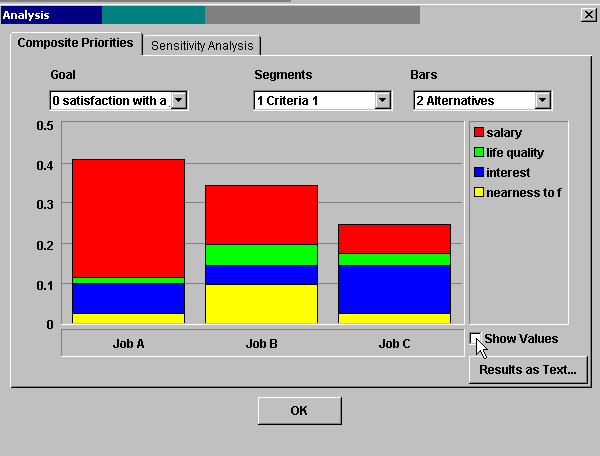 Analysis
Composite Priorities
Sensitivity Analysis
Goal
Segments
Bars
0 satisfaction with a
1 Criteria 1
2 Alternatives
0.5
0.4
0.3
0.2
0.1
0
salary
life quality
interest
nearness to f
Job A
Job B
Job C
Show Values
Results as Text...
OK